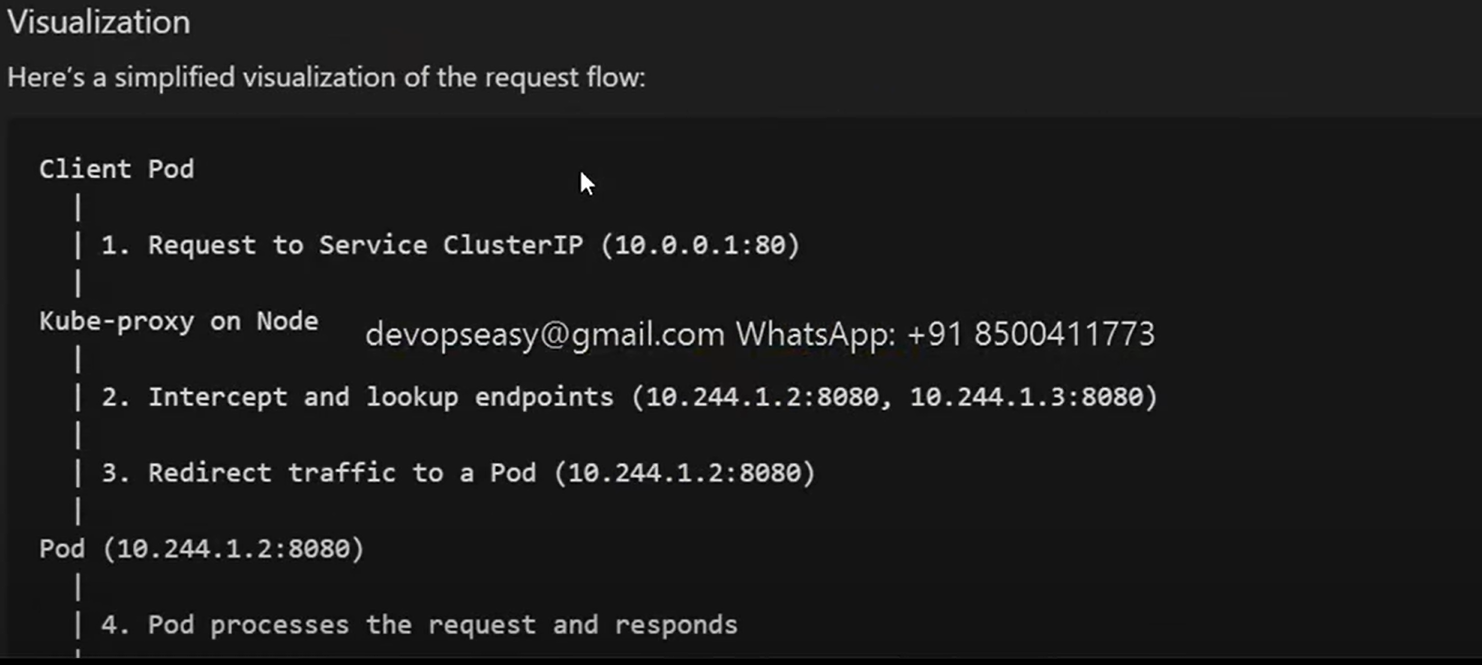 Visualization
Here's a simplified visualization of the request flow:
Client Pod
|
| 1. Request to Service ClusterIP (10.0.0.1:80)
|
Kube-proxy on Node
devopseasy@gmail.com WhatsApp: +91 8500411773
|
| 2. Intercept and lookup endpoints (10.244.1.2:8080, 10.244.1.3:8080)
|
| 3. Redirect traffic to a Pod (10.244.1.2:8080)
|
Pod (10.244.1.2:8080)
|
| 4. Pod processes the request and responds
|